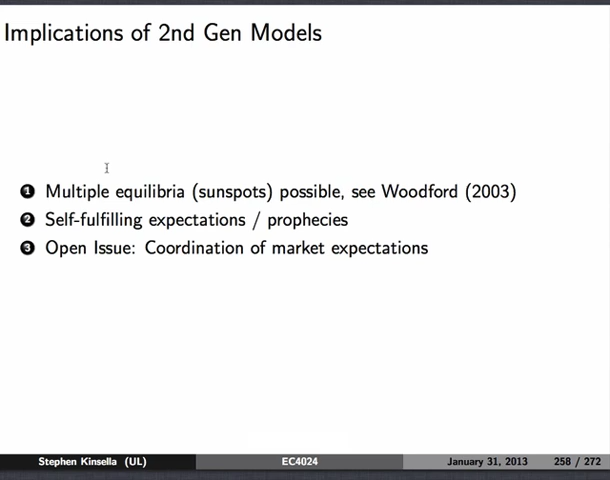 Implications of 2nd Gen Models
1 Multiple equilibria (sunspots) possible, see Woodford (2003)
2 Self-fulfilling expectations / prophecies
3 Open Issue: Coordination of market expectations
Stephen Kinsella (UL) EC4024 January 31, 2013 258 / 272